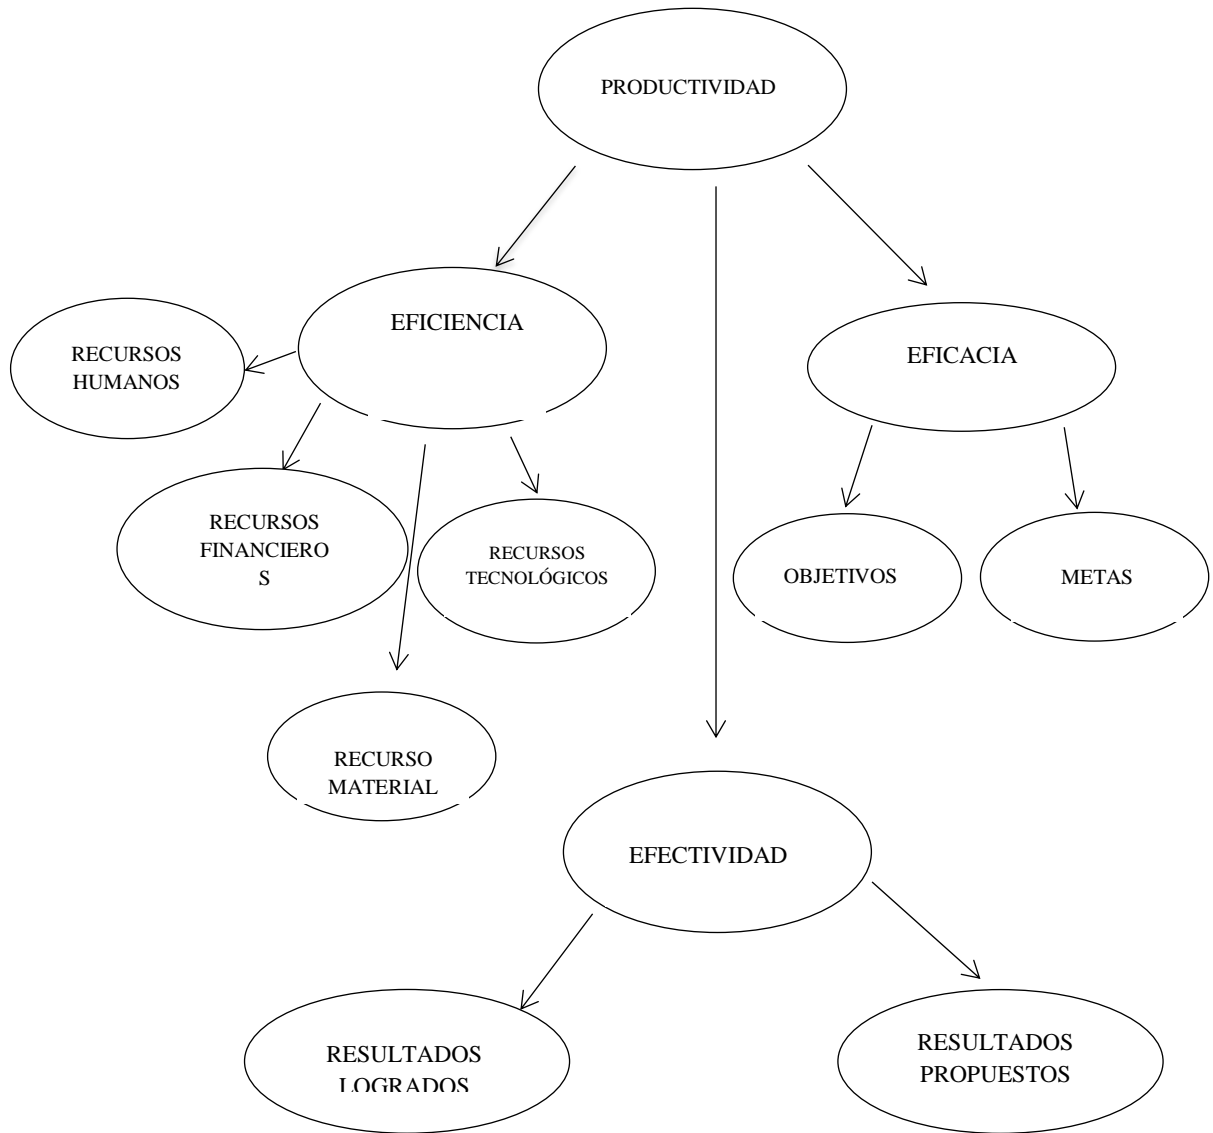 PRODUCTIVIDAD
EFICIENCIA
EFICACIA
RECURSOS
HUMANOS
RECURSOS
FINANCIERO
S
RECURSOS
TECNOLÓGICOS
OBJETIVOS
METAS
RECURSO
MATERIAL
EFECTIVIDAD
RESULTADOS
LOGRADOS
RESULTADOS
PROPUESTOS